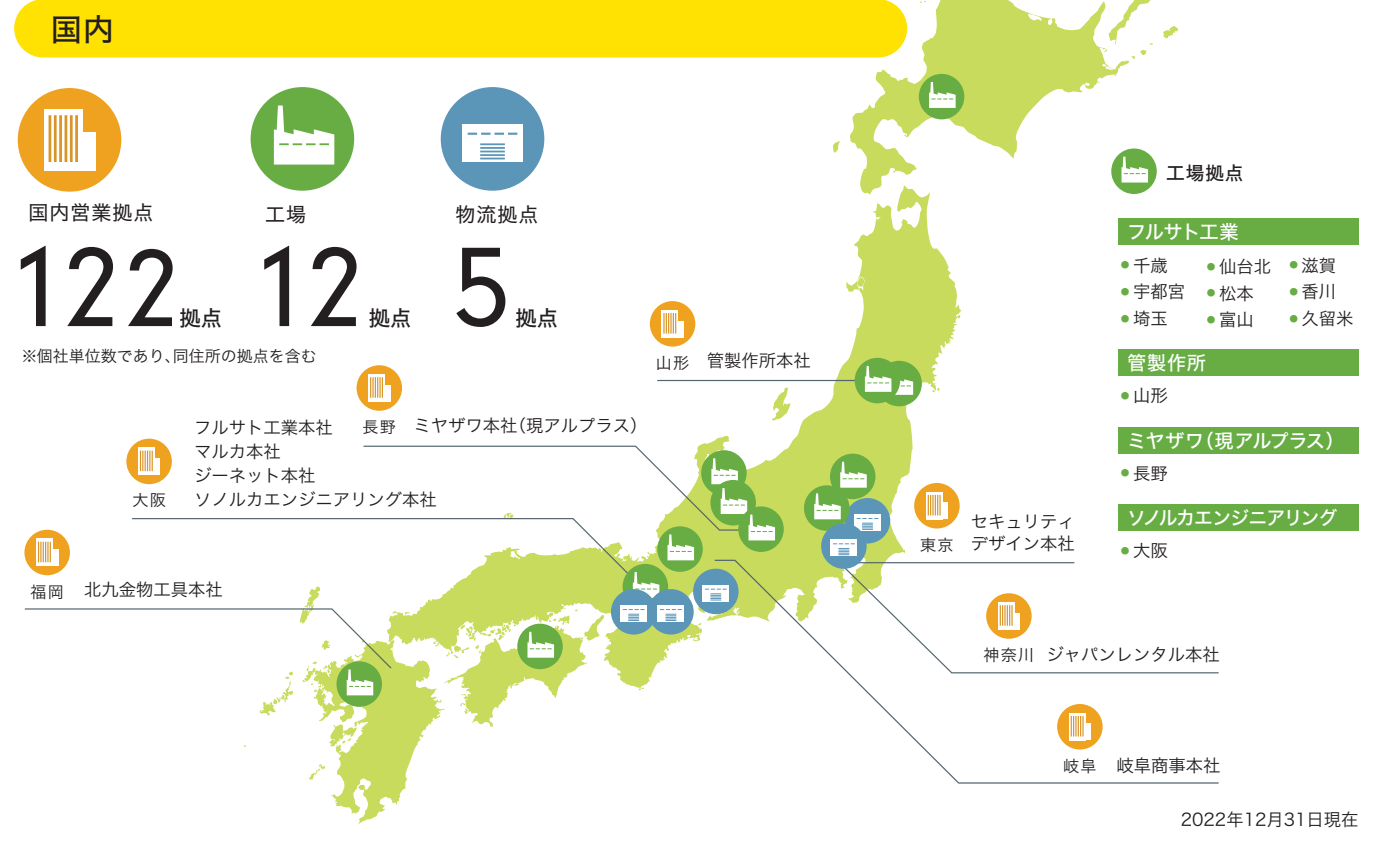 国内
国内営業拠点
122拠点
工場
12拠点
物流拠点
5拠点
※個社単位数であり、同住所の拠点を含む
山形 管製作所本社
長野 ミヤザワ本社(現アルプラス)
大阪
フルサト工業本社
マルカ本社
ジーネット本社
ソノルカエンジニアリング本社
福岡 北九金物工具本社
東京
セキュリティ
デザイン本社
神奈川 ジャパンレンタル本社
岐阜 岐阜商事本社
工場拠点
フルサト工業
●千歳 ●仙台北 ●滋賀
●宇都宮 ●松本 ●香川
●埼玉 ●富山 ●久留米
管製作所
●山形
ミヤザワ(現アルプラス)
●長野
ソノルカエンジニアリング
●大阪
2022年12月31日現在